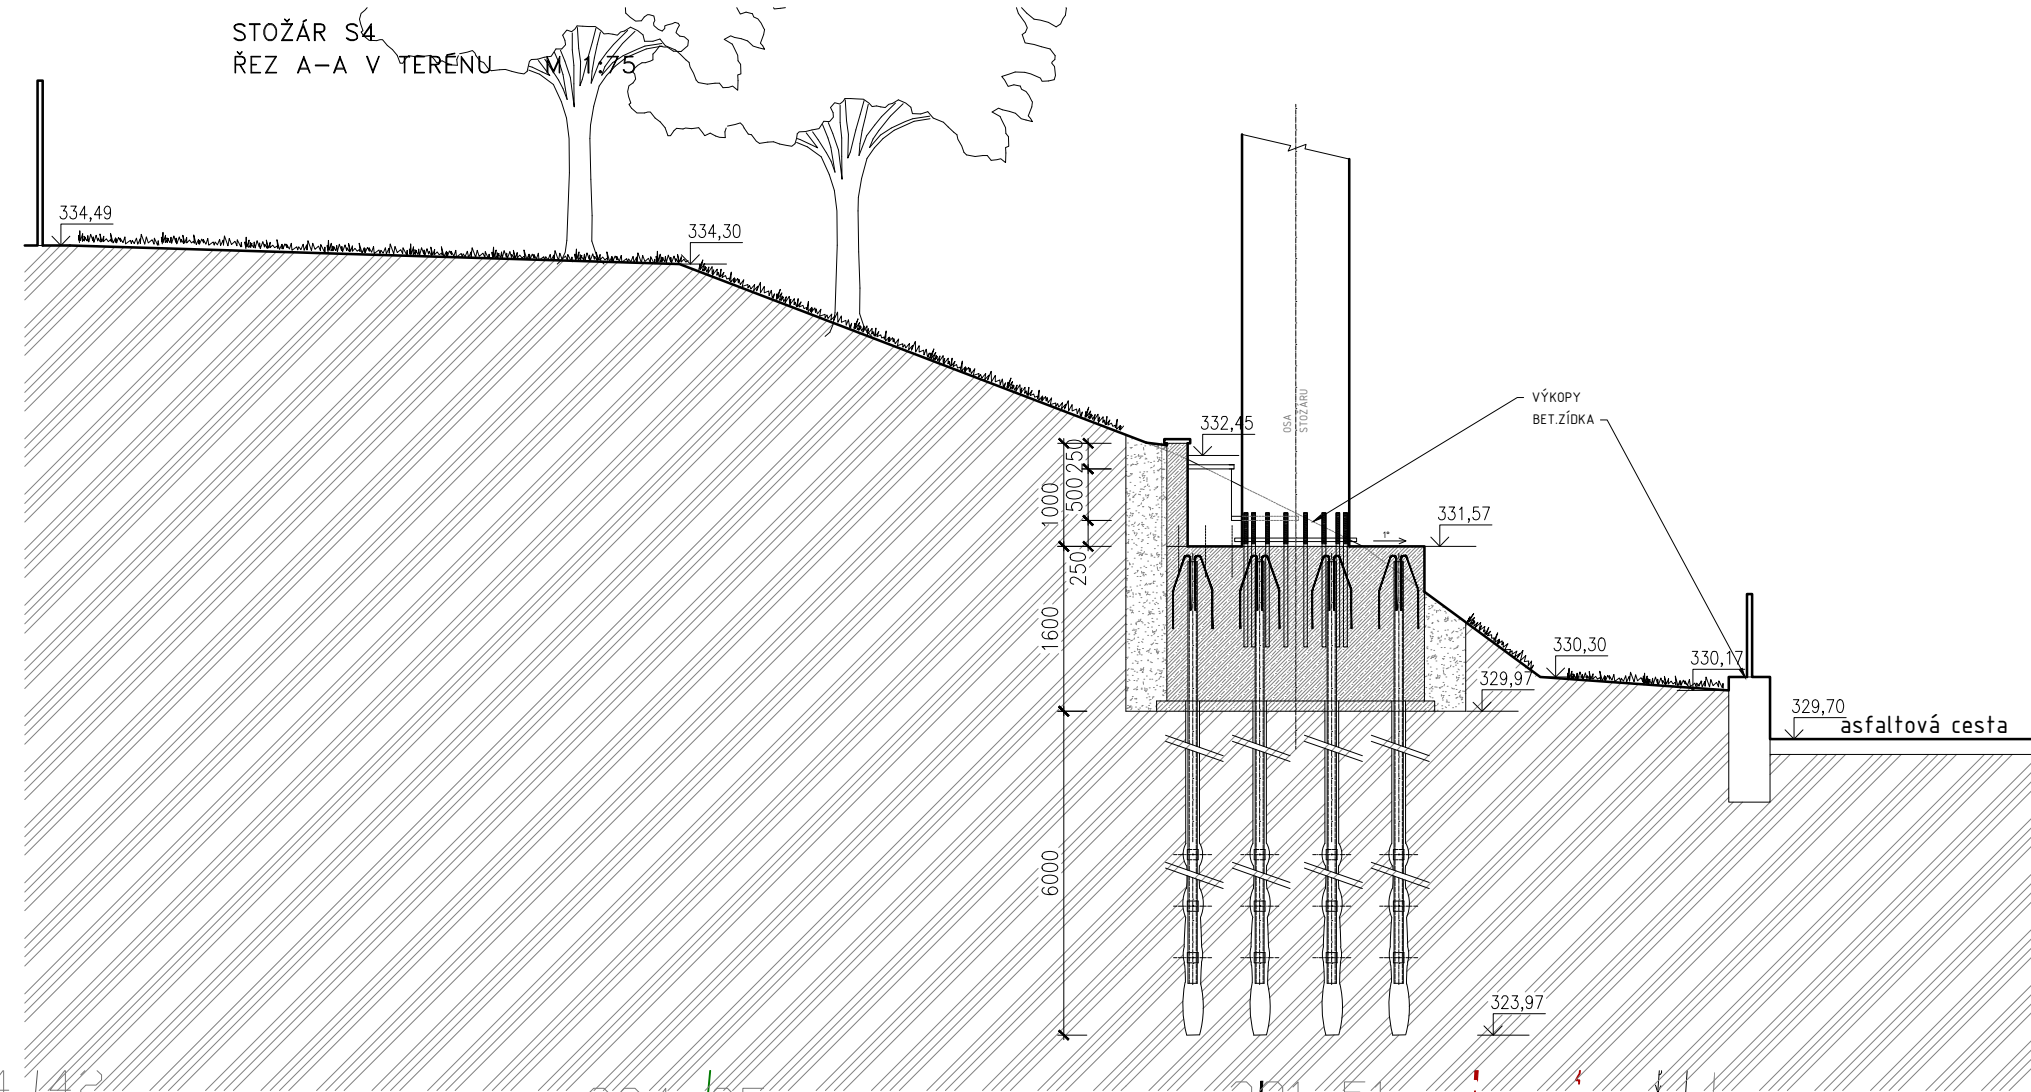 STOŽÁR S4
ŘEZ A-A V TERÉNU M 1:75
334,49
334,30
VÝKOPY
BET.ZÍDKA
OSA
STOŽÁRU
332,45
250
500
1000
331,57
1°
250
1600
330,30
330,17
329,97
329,70
asfaltová cesta
6000
323,97